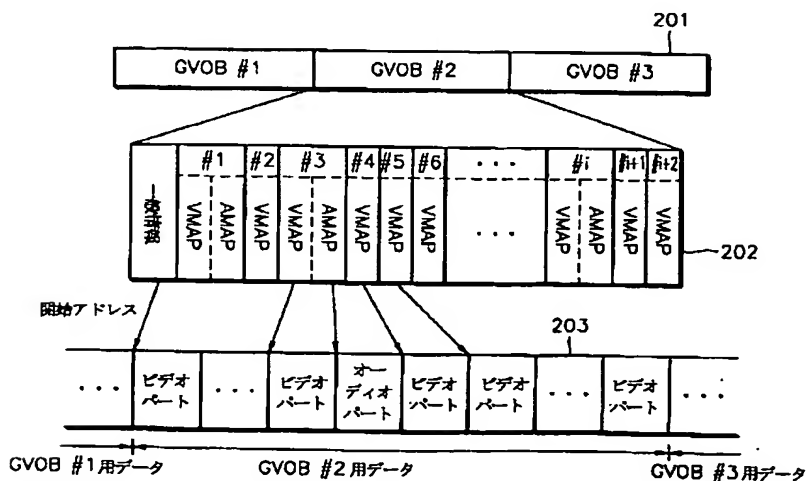 201
GVOB #1 GVOB #2 GVOB #3
#1 #2 #3 #4 #5 #6 ... #i #i+1 #i+2
一般情報 VMAP AMAP VMAP VMAP AMAP VMAP VMAP VMAP ... VMAP AMAP VMAP VMAP
202
開始アドレス
203
... ビデオ ... ビデオ オー ビデオ ビデオ ... ビデオ ...
パート パート ディオ パート パート パート
パート
GVOB #1用データ GVOB #2用データ GVOB #3用データ